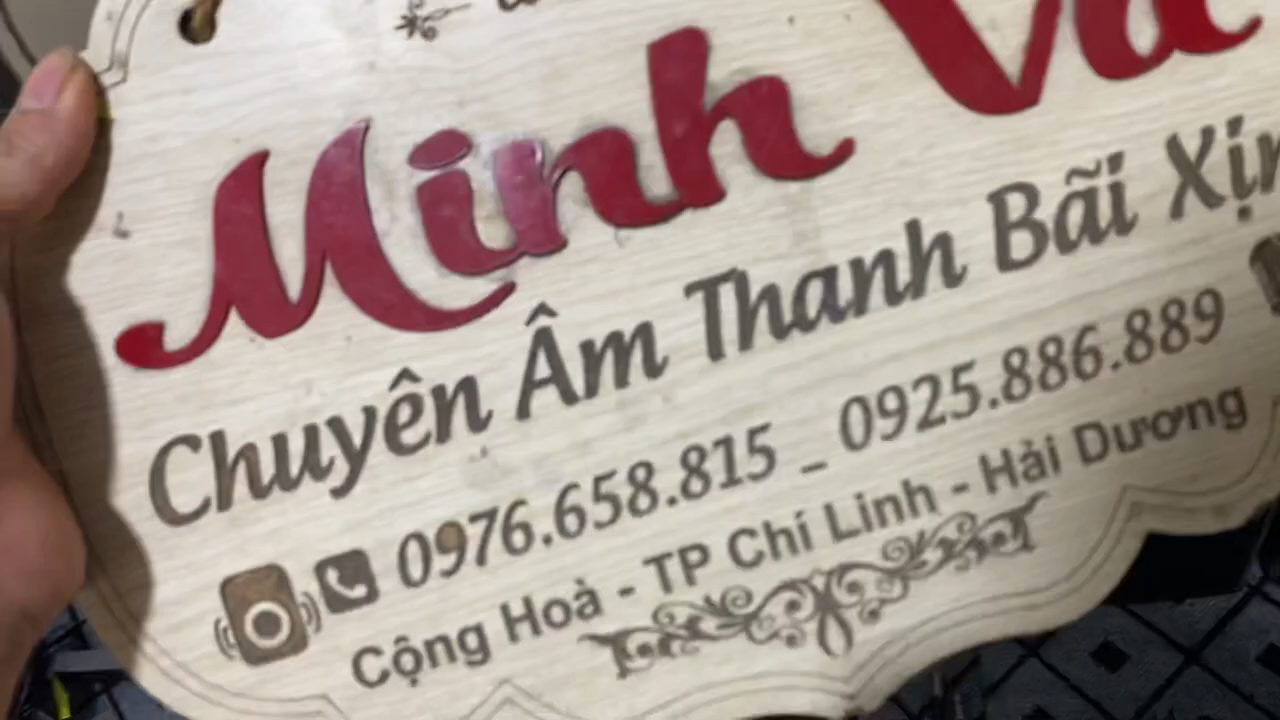 Minh
Chuyên Âm Thanh Bãi
0976.658.815 _ 0925.886.889
Cộng Hoà - TP Chí Linh - Hải Dương